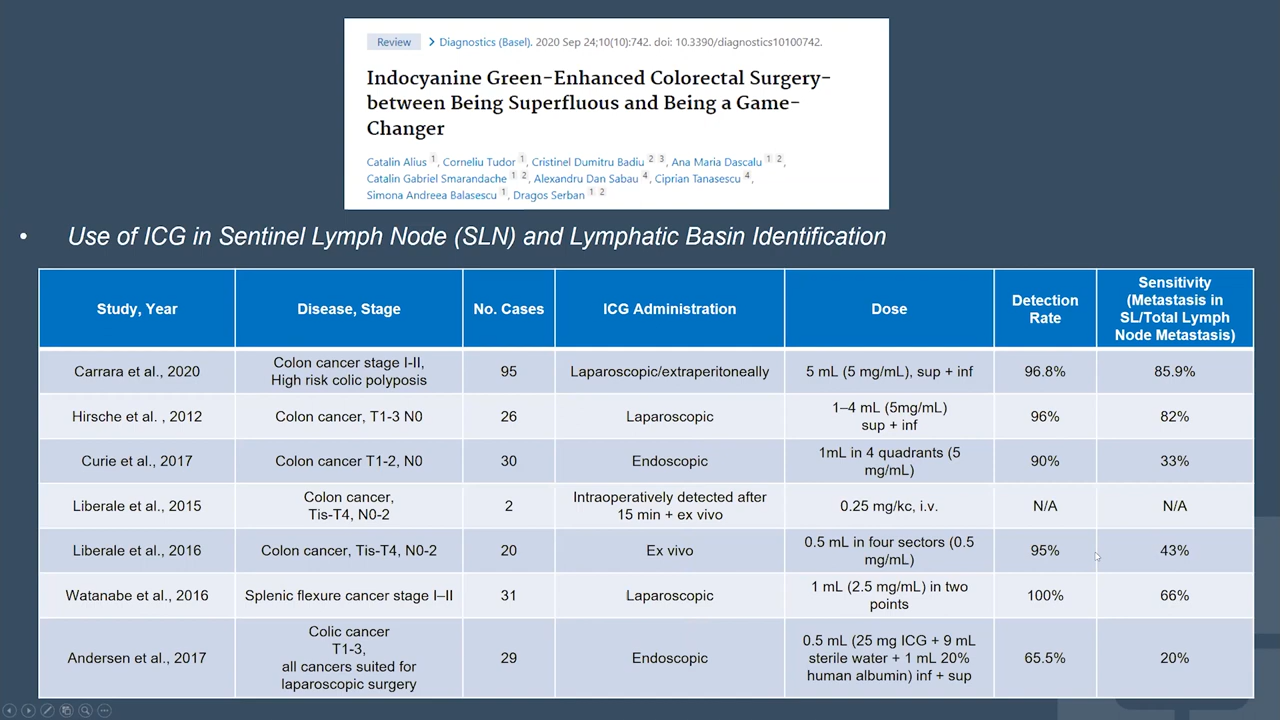 Review > Diagnostics (Basel). 2020 Sep 24;10(10):742. doi: 10.3390/diagnostics10100742.
Indocyanine Green-Enhanced Colorectal Surgery-
between Being Superfluous and Being a Game-
Changer
Catalin Alius 1, Corneliu Tudor 1, Cristinel Dumitru Badiu 2 3, Ana Maria Dascalu 1 2,
Catalin Gabriel Smarandache 1 2, Alexandru Dan Sabau 4, Ciprian Tanasescu 4,
Simona Andreea Balasescu 1, Dragos Serban 1 2
• Use of ICG in Sentinel Lymph Node (SLN) and Lymphatic Basin Identification
Study, Year
Disease, Stage
No. Cases
ICG Administration
Dose
Detection
Rate
Sensitivity
(Metastasis in
SL/Total Lymph
Node Metastasis)
Carrara et al., 2020
Colon cancer stage I-II,
High risk colic polyposis
95
Laparoscopic/extraperitoneally
5 mL (5 mg/mL), sup + inf
96.8%
85.9%
Hirsche et al. , 2012
Colon cancer, T1-3 N0
26
Laparoscopic
1–4 mL (5mg/mL)
sup + inf
96%
82%
Curie et al., 2017
Colon cancer T1-2, N0
30
Endoscopic
1mL in 4 quadrants (5
mg/mL)
90%
33%
Liberale et al., 2015
Colon cancer,
Tis-T4, N0-2
2
Intraoperatively detected after
15 min + ex vivo
0.25 mg/kc, i.v.
N/A
N/A
Liberale et al., 2016
Colon cancer, Tis-T4, N0-2
20
Ex vivo
0.5 mL in four sectors (0.5
mg/mL)
95%
43%
Watanabe et al., 2016
Splenic flexure cancer stage I–II
31
Laparoscopic
1 mL (2.5 mg/mL) in two
points
100%
66%
Andersen et al., 2017
Colic cancer
T1-3,
all cancers suited for
laparoscopic surgery
29
Endoscopic
0.5 mL (25 mg ICG + 9 mL
sterile water + 1 mL 20%
human albumin) inf + sup
65.5%
20%